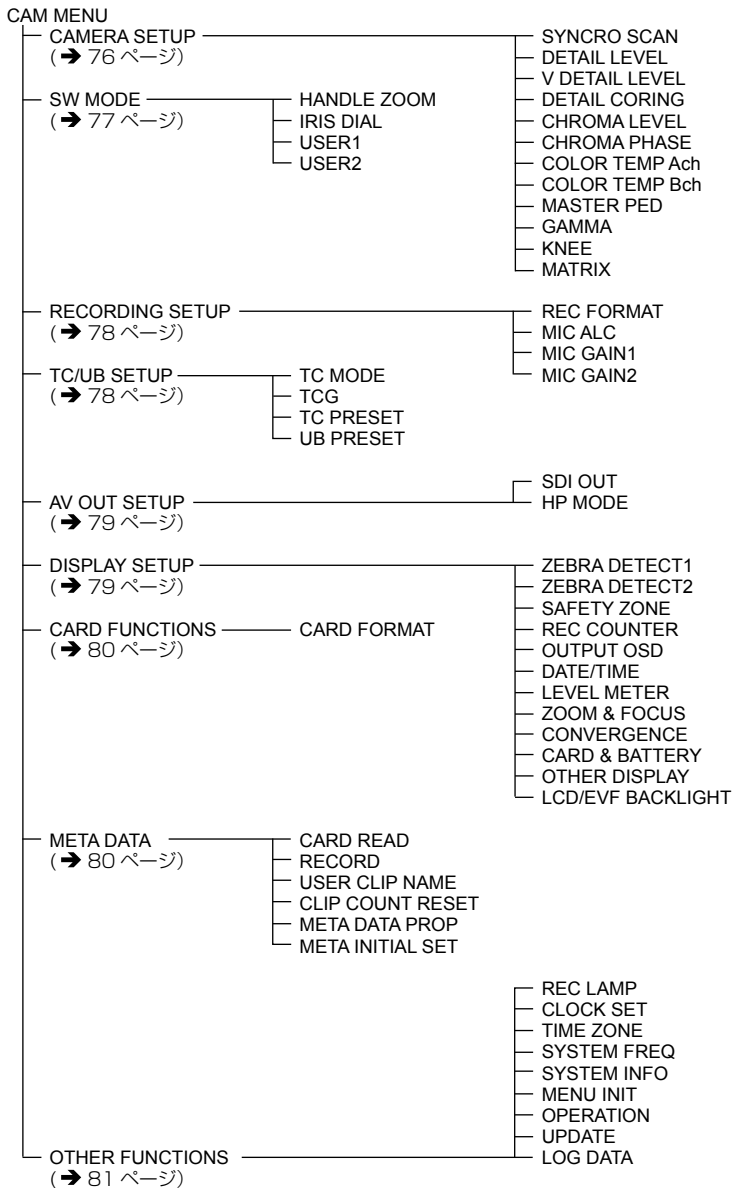 CAM MENU
CAMERA SETUP
(➔ 76 ページ)
SYNCRO SCAN
DETAIL LEVEL
V DETAIL LEVEL
DETAIL CORING
CHROMA LEVEL
CHROMA PHASE
COLOR TEMP Ach
COLOR TEMP Bch
MASTER PED
GAMMA
KNEE
MATRIX
SW MODE
(➔ 77 ページ)
HANDLE ZOOM
IRIS DIAL
USER1
USER2
RECORDING SETUP
(➔ 78 ページ)
REC FORMAT
MIC ALC
MIC GAIN1
MIC GAIN2
TC/UB SETUP
(➔ 78 ページ)
TC MODE
TCG
TC PRESET
UB PRESET
AV OUT SETUP
(➔ 79 ページ)
SDI OUT
HP MODE
DISPLAY SETUP
(➔ 79 ページ)
ZEBRA DETECT1
ZEBRA DETECT2
SAFETY ZONE
REC COUNTER
OUTPUT OSD
DATE/TIME
LEVEL METER
ZOOM & FOCUS
CONVERGENCE
CARD & BATTERY
OTHER DISPLAY
LCD/EVF BACKLIGHT
CARD FUNCTIONS
(➔ 80 ページ)
CARD FORMAT
META DATA
(➔ 80 ページ)
CARD READ
RECORD
USER CLIP NAME
CLIP COUNT RESET
META DATA PROP
META INITIAL SET
OTHER FUNCTIONS
(➔ 81 ページ)
REC LAMP
CLOCK SET
TIME ZONE
SYSTEM FREQ
SYSTEM INFO
MENU INIT
OPERATION
UPDATE
LOG DATA